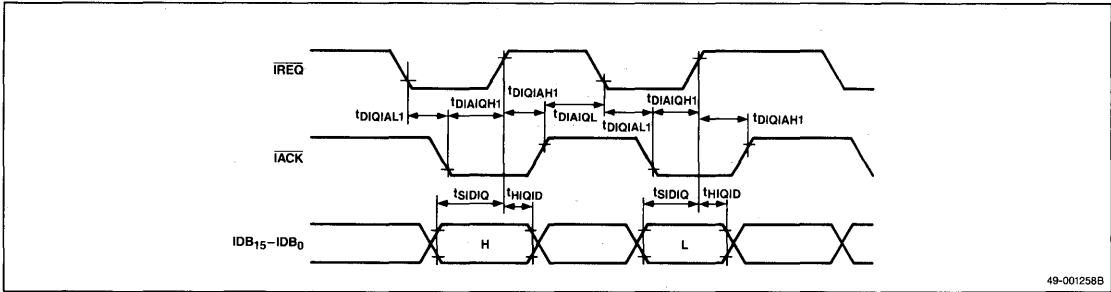 IREQ
tDIQIAL1 tDIAIQH1 tDIQIAH1 tDIAIQL tDIQIAL1 tDIAIQH1 tDIQIAH1
IACK
tSIDIQ tHIQID tSIDIQ tHIQID
IDB15–IDB0 H L
49-001258B